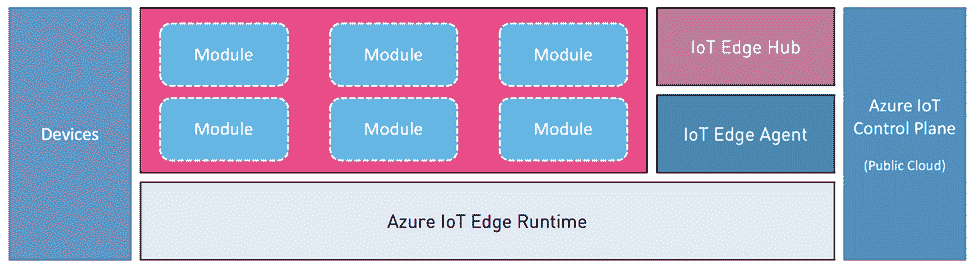 Devices
Module
Module
Module
Module
Module
Module
IoT Edge Hub
IoT Edge Agent
Azure IoT Edge Runtime
Azure IoT
Control Plane
(Public Cloud)